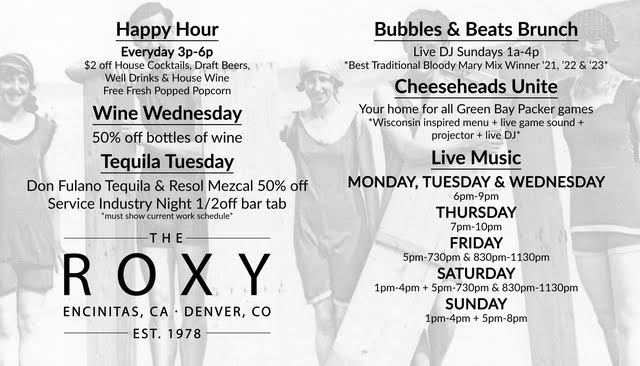 Happy Hour
Everyday 3p-6p
$2 off House Cocktails, Draft Beers,
Well Drinks & House Wine
Free Fresh Popped Popcorn
Wine Wednesday
50% off bottles of wine
Tequila Tuesday
Don Fulano Tequila & Resol Mezcal 50% off
Service Industry Night 1/2off bar tab
*must show current work schedule*
THE
ROXY
ENCINITAS, CA · DENVER, CO
EST. 1978
Bubbles & Beats Brunch
Live DJ Sundays 1a-4p
*Best Traditional Bloody Mary Mix Winner '21, '22 & '23*
Cheeseheads Unite
Your home for all Green Bay Packer games
*Wisconsin inspired menu + live game sound +
projector + live DJ*
Live Music
MONDAY, TUESDAY & WEDNESDAY
6pm-9pm
THURSDAY
7pm-10pm
FRIDAY
5pm-730pm & 830pm-1130pm
SATURDAY
1pm-4pm + 5pm-730pm & 830pm-1130pm
SUNDAY
1pm-4pm + 5pm-8pm